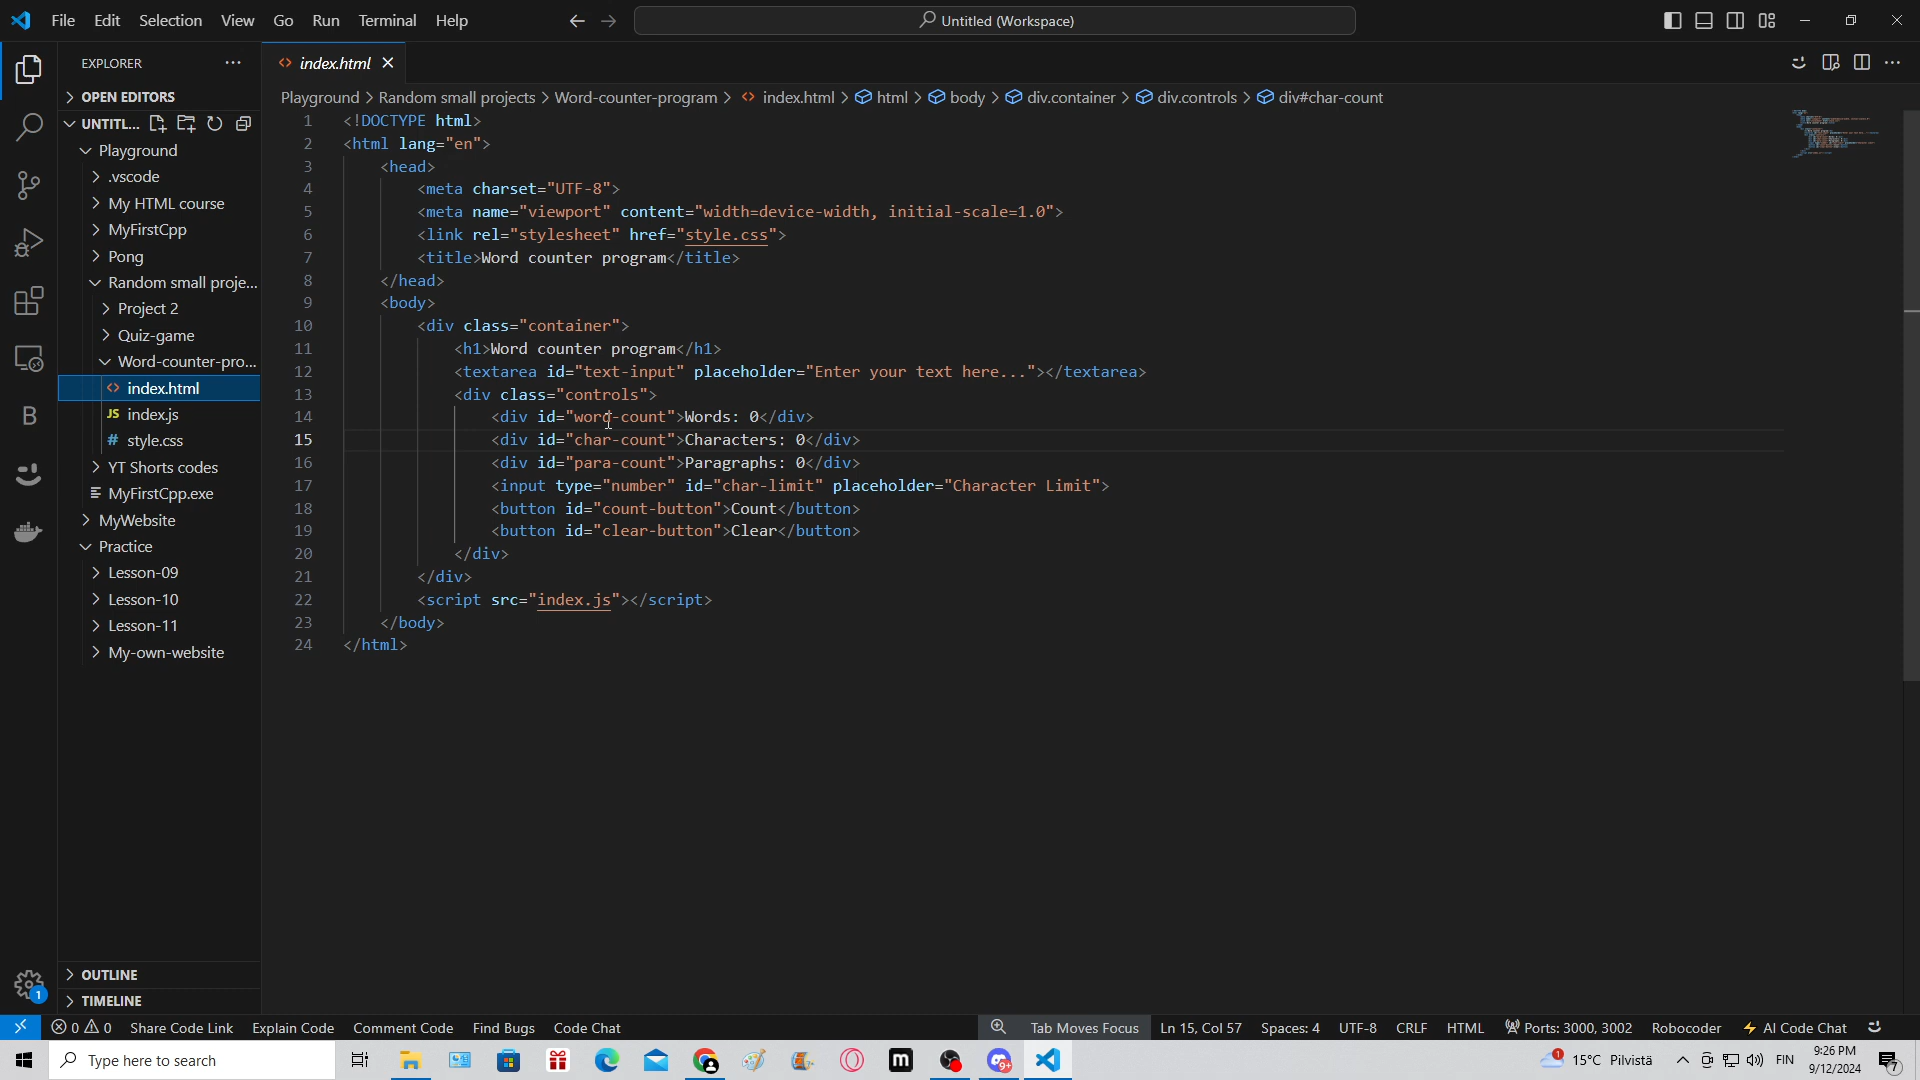 File Edit Selection View Go Run Terminal Help
Untitled (Workspace)
EXPLORER
index.html
OPEN EDITORS
UNTITL...
Playground
.vscode
My HTML course
MyFirstCpp
Pong
Random small proje...
Project 2
Quiz-game
Word-counter-pro...
index.html
JS index.js
# style.css
YT Shorts codes
MyFirstCpp.exe
MyWebsite
Practice
Lesson-09
Lesson-10
Lesson-11
My-own-website
OUTLINE
TIMELINE
Playground > Random small projects > Word-counter-program > index.html > html > body > div.container > div.controls > div#char-count
1 <!DOCTYPE html>
2 <html lang="en">
3 <head>
4 <meta charset="UTF-8">
5 <meta name="viewport" content="width=device-width, initial-scale=1.0">
6 <link rel="stylesheet" href="style.css">
7 <title>Word counter program</title>
8 </head>
9 <body>
10 <div class="container">
11 <h1>Word counter program</h1>
12 <textarea id="text-input" placeholder="Enter your text here..."></textarea>
13 <div class="controls">
14 <div id="word-count">Words: 0</div>
15 <div id="char-count">Characters: 0</div>
16 <div id="para-count">Paragraphs: 0</div>
17 <input type="number" id="char-limit" placeholder="Character Limit">
18 <button id="count-button">Count</button>
19 <button id="clear-button">Clear</button>
20 </div>
21 </div>
22 <script src="index.js"></script>
23 </body>
24 </html>
1
0 0 Share Code Link Explain Code Comment Code Find Bugs Code Chat
Tab Moves Focus Ln 15, Col 57 Spaces: 4 UTF-8 CRLF HTML Ports: 3000, 3002 Robocoder AI Code Chat
Type here to search
m
9+
1
15°C Pilvistä
FIN
9:26 PM
9/12/2024
7